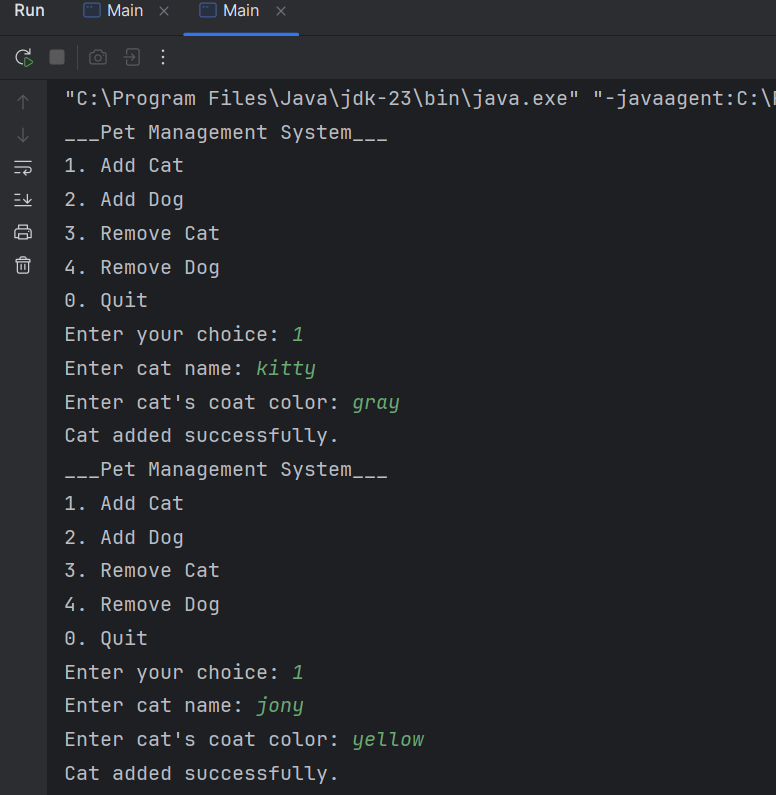 Run Main Main
"C:\Program Files\Java\jdk-23\bin\java.exe" "-javaagent:C:\
___Pet Management System___
1. Add Cat
2. Add Dog
3. Remove Cat
4. Remove Dog
0. Quit
Enter your choice: 1
Enter cat name: kitty
Enter cat's coat color: gray
Cat added successfully.
___Pet Management System___
1. Add Cat
2. Add Dog
3. Remove Cat
4. Remove Dog
0. Quit
Enter your choice: 1
Enter cat name: jony
Enter cat's coat color: yellow
Cat added successfully.